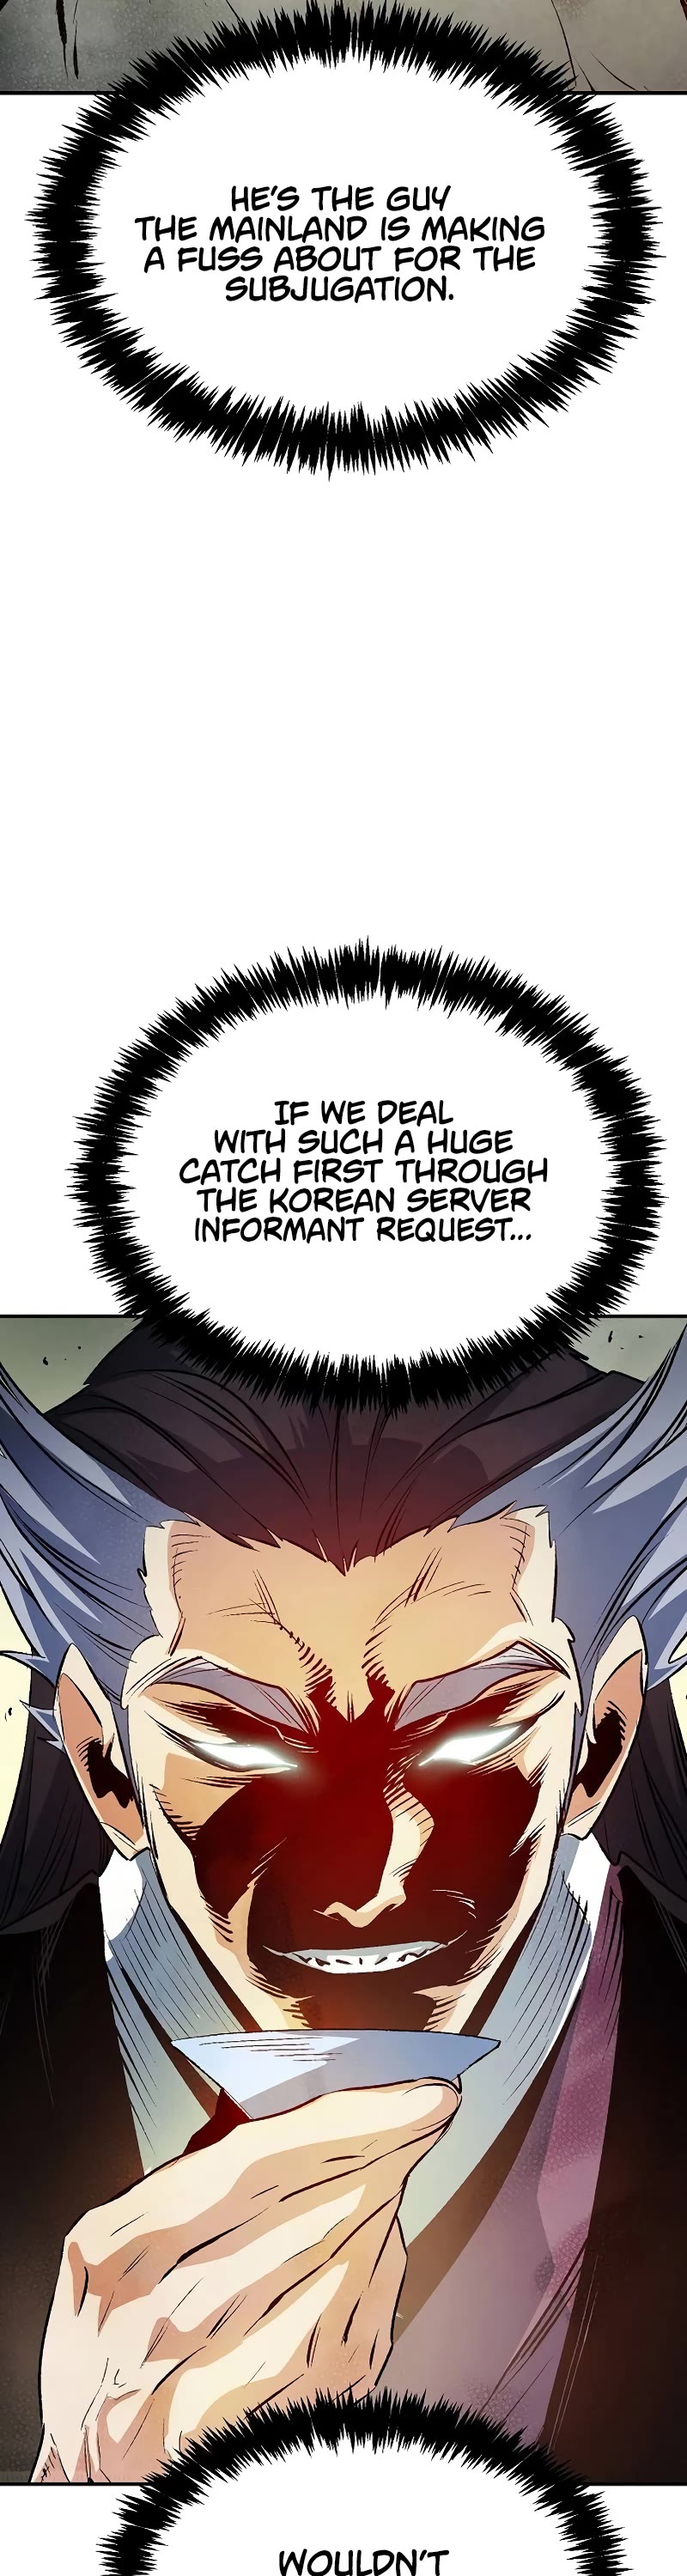 HE'S THE GUY
THE MAINLAND IS MAKING
A FUSS ABOUT FOR THE
SUBJUGATION.
IF WE DEAL
WITH SUCH A HUGE
CATCH FIRST THROUGH
THE KOREAN SERVER
INFORMANT REQUEST...
WOULDN'T